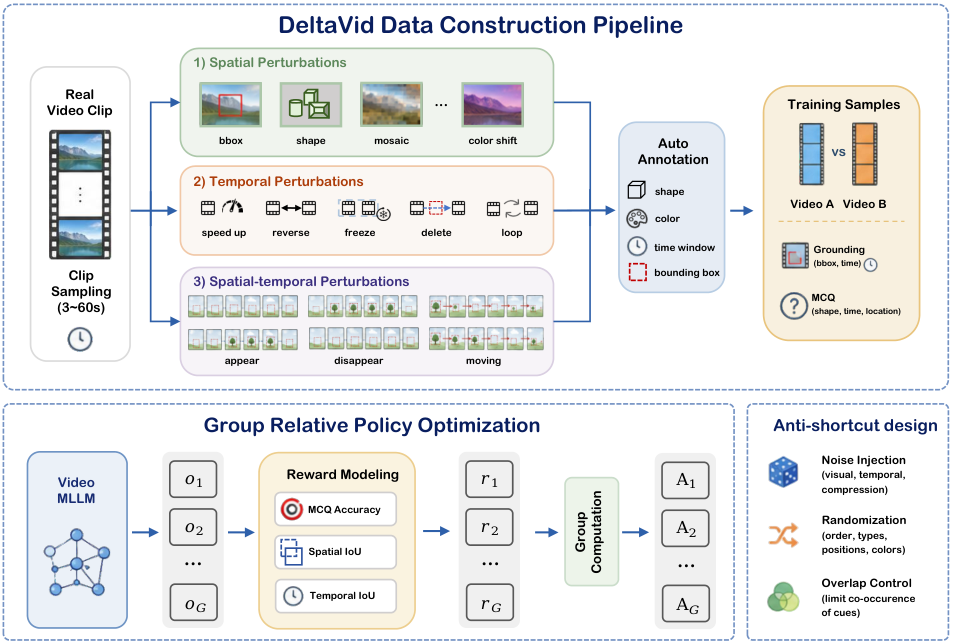 DeltaVid Data Construction Pipeline
Real
Video Clip
Clip
Sampling
(3~60s)
1) Spatial Perturbations
bbox
shape
mosaic
...
color shift
2) Temporal Perturbations
speed up
reverse
freeze
delete
loop
3) Spatial-temporal Perturbations
appear
disappear
moving
Auto
Annotation
shape
color
time window
bounding box
Training Samples
VS
Video A
Video B
Grounding
(bbox, time)
MCQ
(shape, time, location)
Group Relative Policy Optimization
Video
MLLM
o1
o2
...
oG
Reward Modeling
MCQ Accuracy
Spatial IoU
Temporal IoU
r1
r2
...
rG
Group
Computation
A1
A2
...
AG
Anti-shortcut design
Noise Injection
(visual, temporal,
compression)
Randomization
(order, types,
positions, colors)
Overlap Control
(limit co-occurence
of cues)